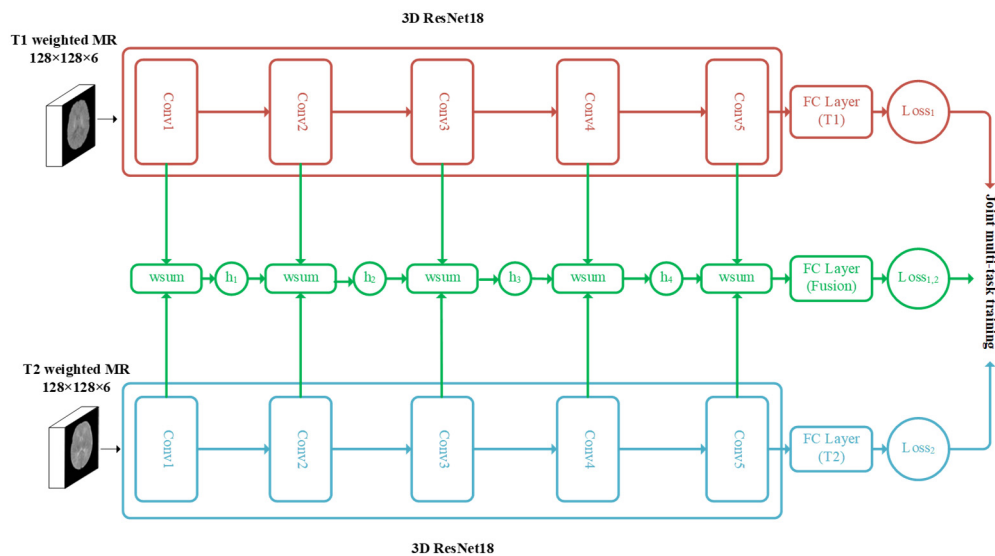 3D ResNet18
T1 weighted MR
128×128×6
Conv1
Conv2
Conv3
Conv4
Conv5
FC Layer
(T1)
Loss₁
wsum
h₁
wsum
h₂
wsum
h₃
wsum
h₄
wsum
FC Layer
(Fusion)
Loss₁,₂
Joint multi-task training
T2 weighted MR
128×128×6
Conv1
Conv2
Conv3
Conv4
Conv5
FC Layer
(T2)
Loss₂
3D ResNet18